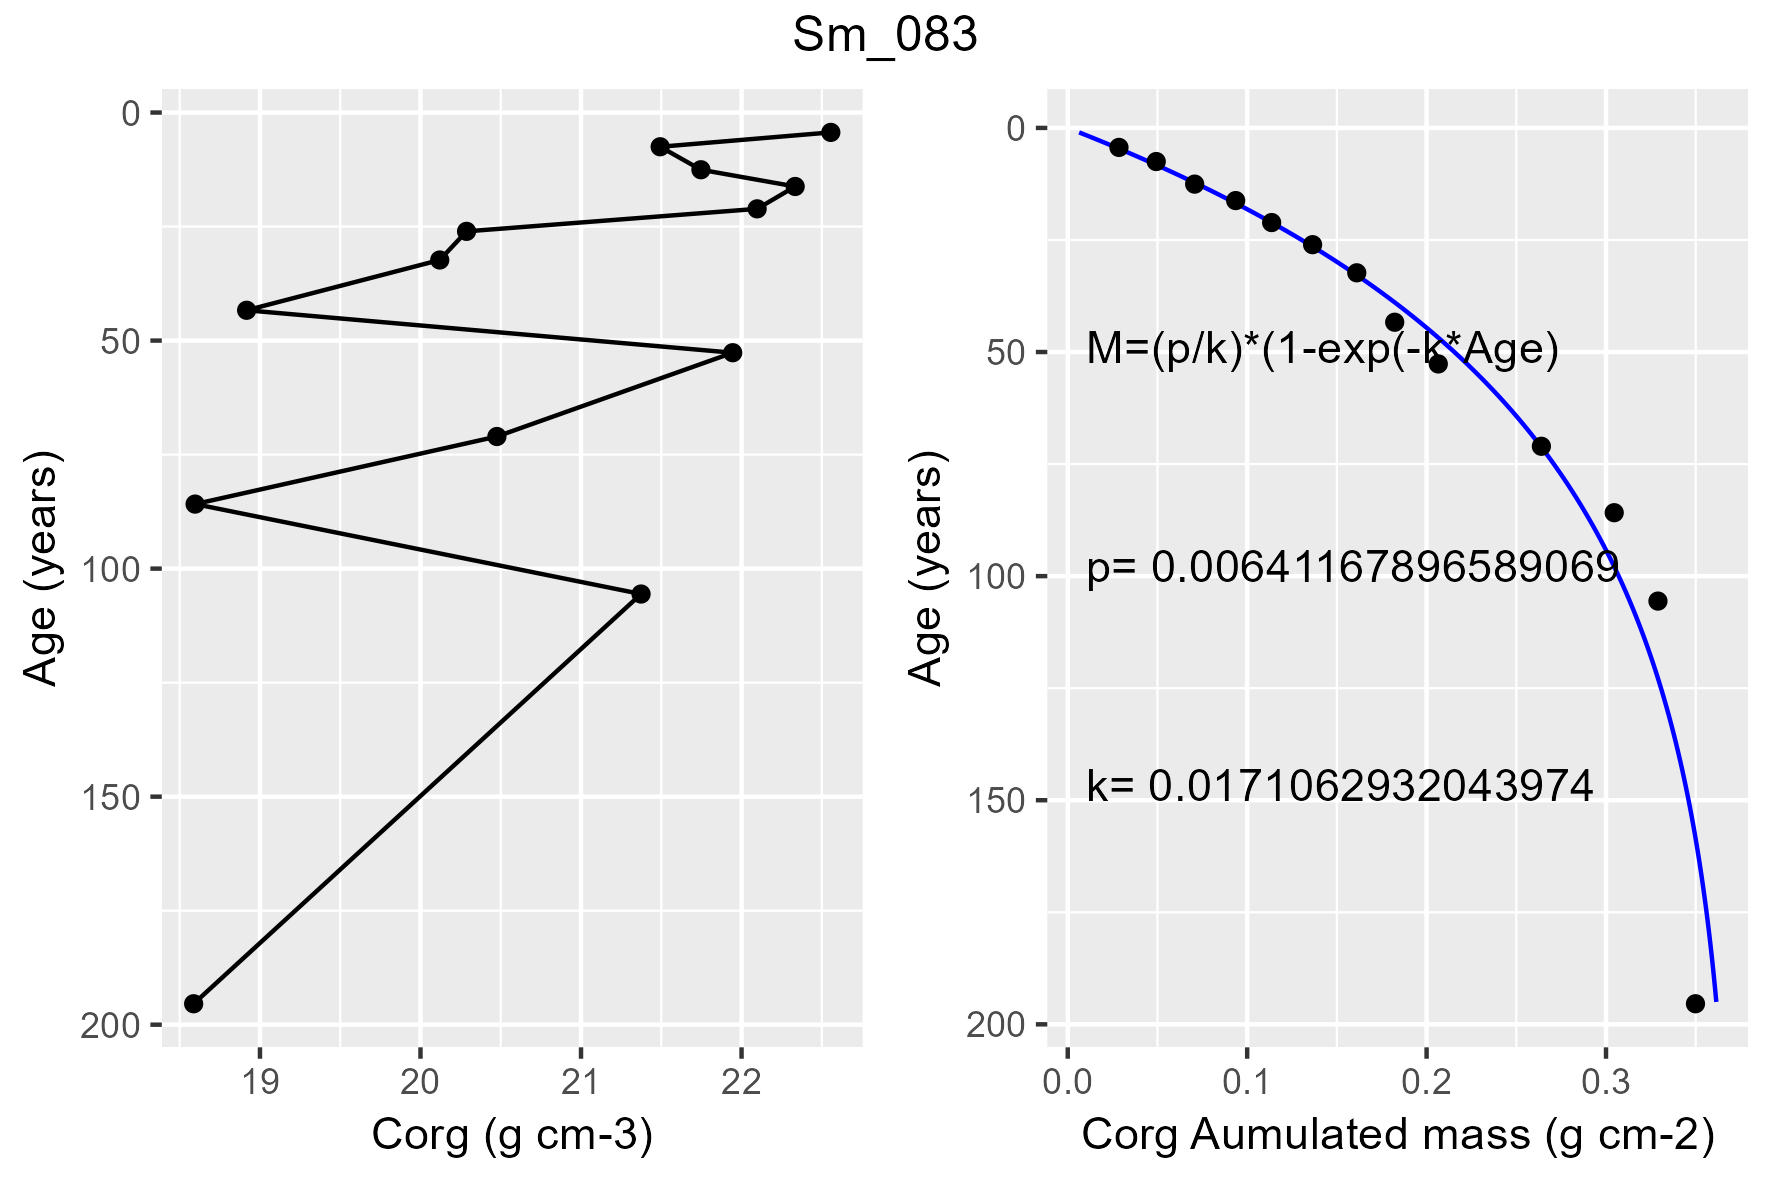 Sm_083
0
50
100
150
200
Age (years)
19 20 21 22
Corg (g cm-3)
0
50
100
150
200
Age (years)
M=(p/k)*(1-exp(-k*Age)
p= 0.00641167896589069
k= 0.0171062932043974
0.0 0.1 0.2 0.3
Corg Aumulated mass (g cm-2)